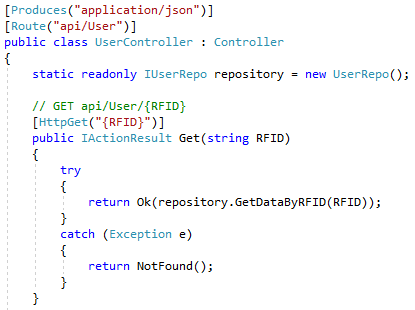 [Produces("application/json")]
[Route("api/User")]
public class UserController : Controller
{
static readonly IUserRepo repository = new UserRepo();
// GET api/User/{RFID}
[HttpGet("{RFID}")]
public IActionResult Get(string RFID)
{
try
{
return Ok(repository.GetDataByRFID(RFID));
}
catch (Exception e)
{
return NotFound();
}
}